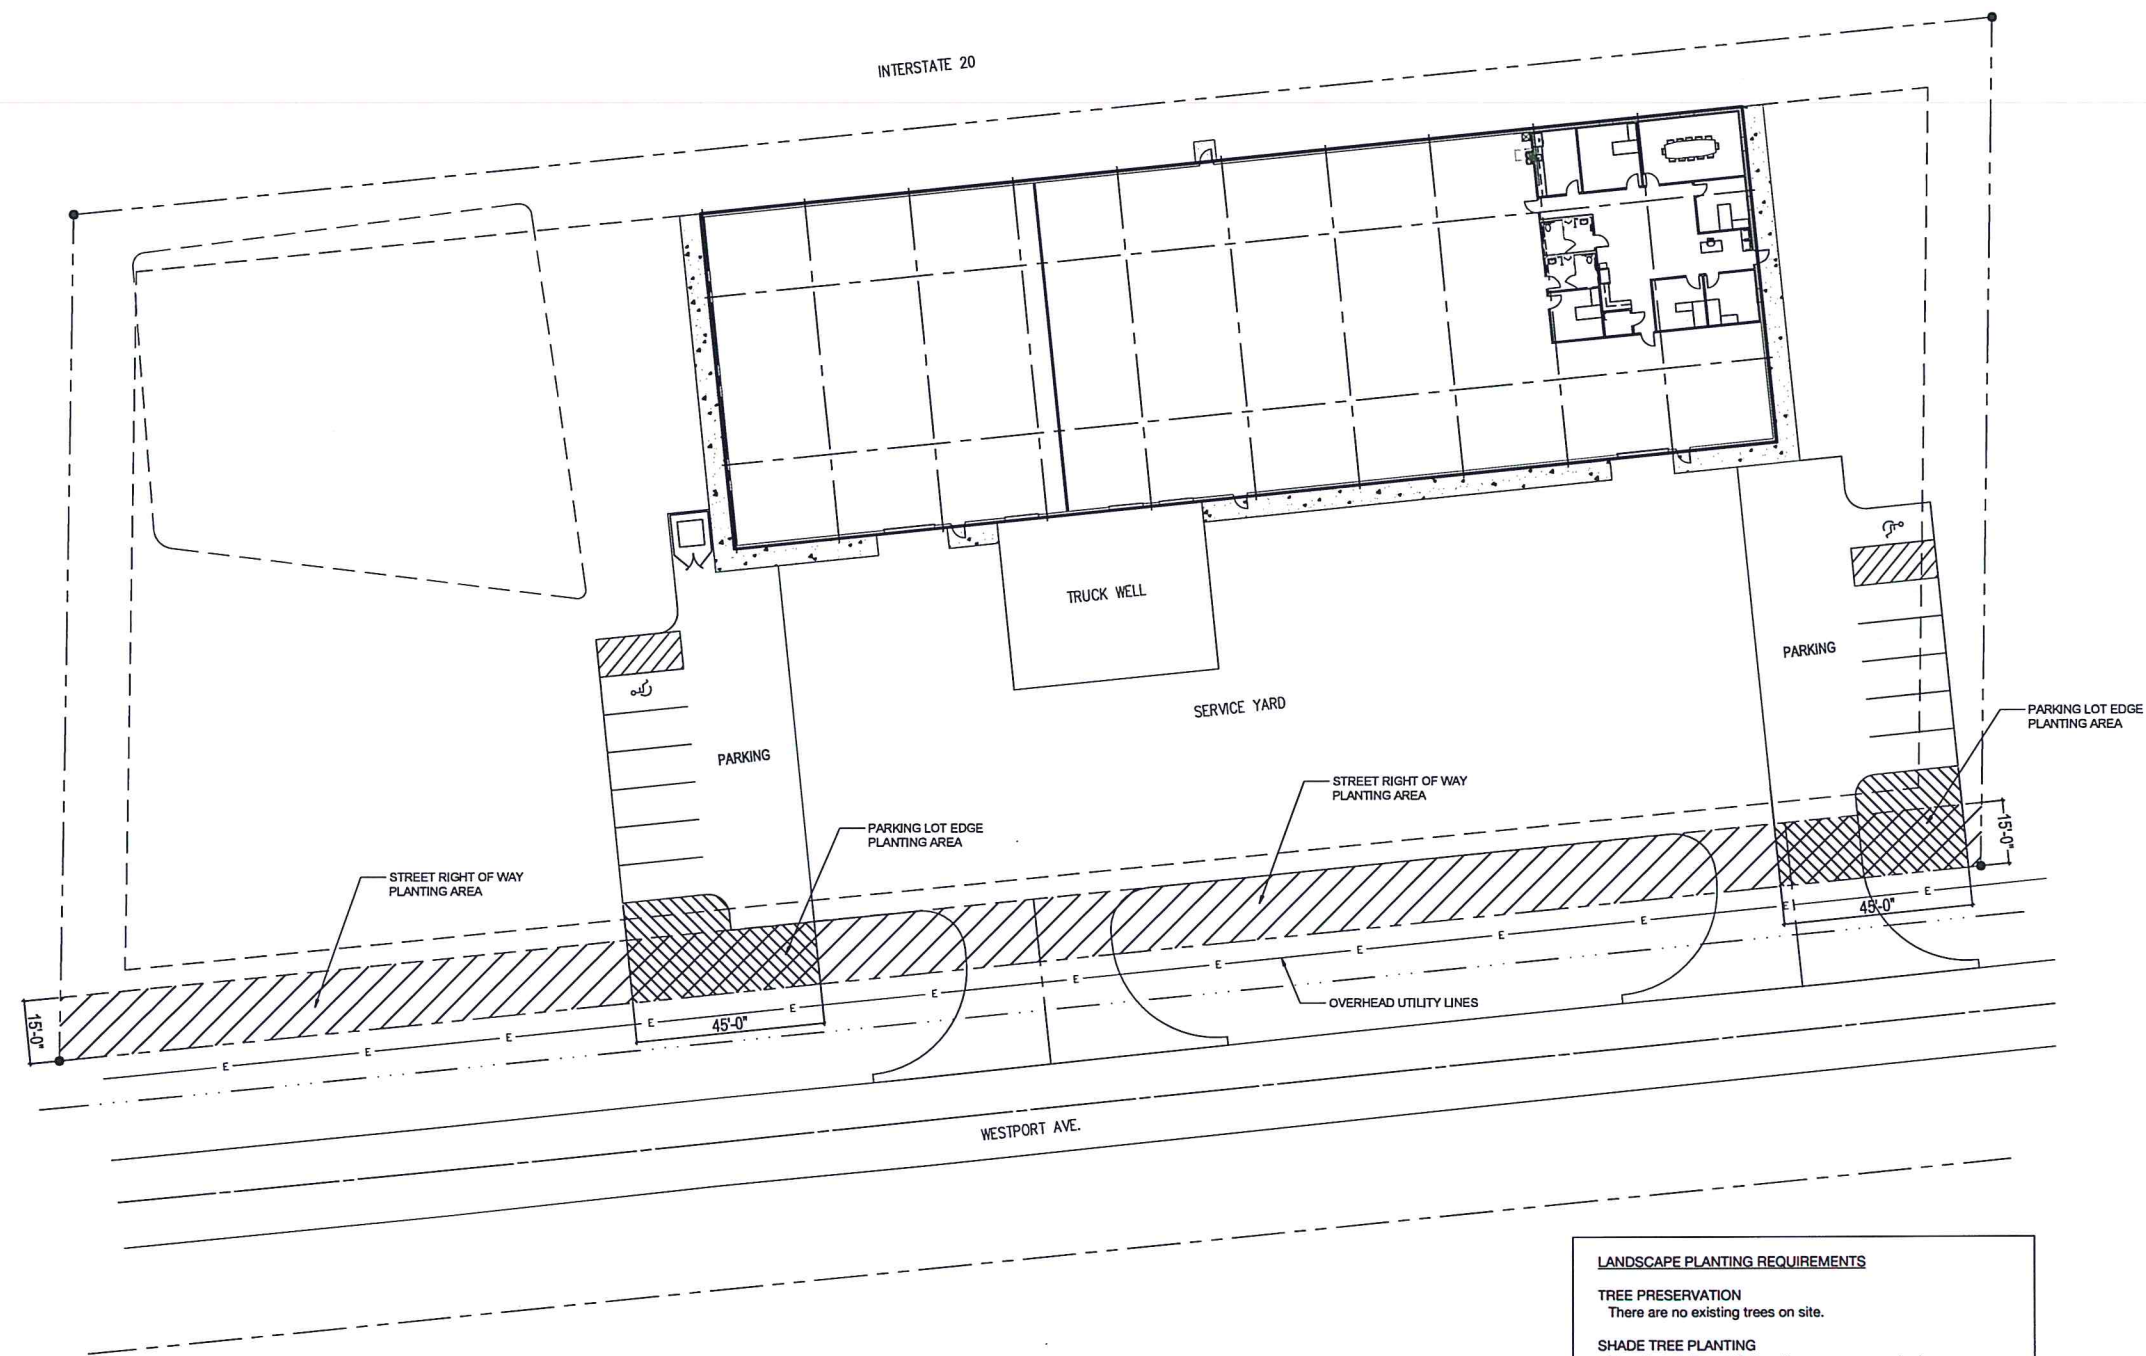 INTERSTATE 20
TRUCK WELL
PARKING
SERVICE YARD
PARKING LOT EDGE
PLANTING AREA
PARKING
STREET RIGHT OF WAY
PLANTING AREA
PARKING LOT EDGE
PLANTING AREA
15'-0"
STREET RIGHT OF WAY
PLANTING AREA
E
E
45'-0"
E
E
E
E
OVERHEAD UTILITY LINES
E
E
E
45'-0"
15'-0"
E
E
E
WESTPORT AVE.
LANDSCAPE PLANTING REQUIREMENTS
TREE PRESERVATION
There are no existing trees on site.
SHADE TREE PLANTING